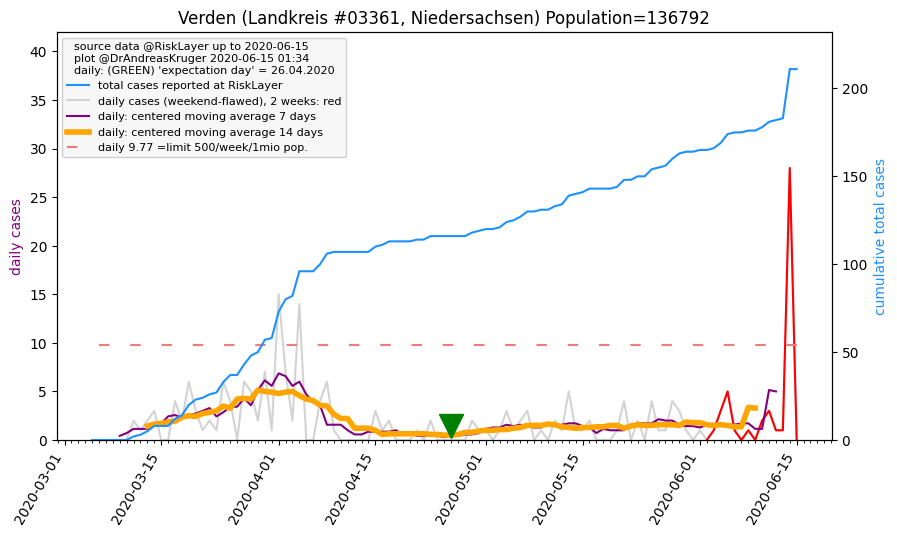 Verden (Landkreis #03361, Niedersachsen) Population=136792
source data @RiskLayer up to 2020-06-15
plot @DrAndreasKruger 2020-06-15 01:34
daily: (GREEN) 'expectation day' = 26.04.2020
total cases reported at RiskLayer
daily cases (weekend-flawed), 2 weeks: red
daily: centered moving average 7 days
daily: centered moving average 14 days
daily 9.77 =limit 500/week/1mio pop.
daily cases
40
35
30
25
20
15
10
5
0
200
150
100
50
0
cumulative total cases
2020-03-01
2020-03-15
2020-04-01
2020-04-15
2020-05-01
2020-05-15
2020-06-01
2020-06-15